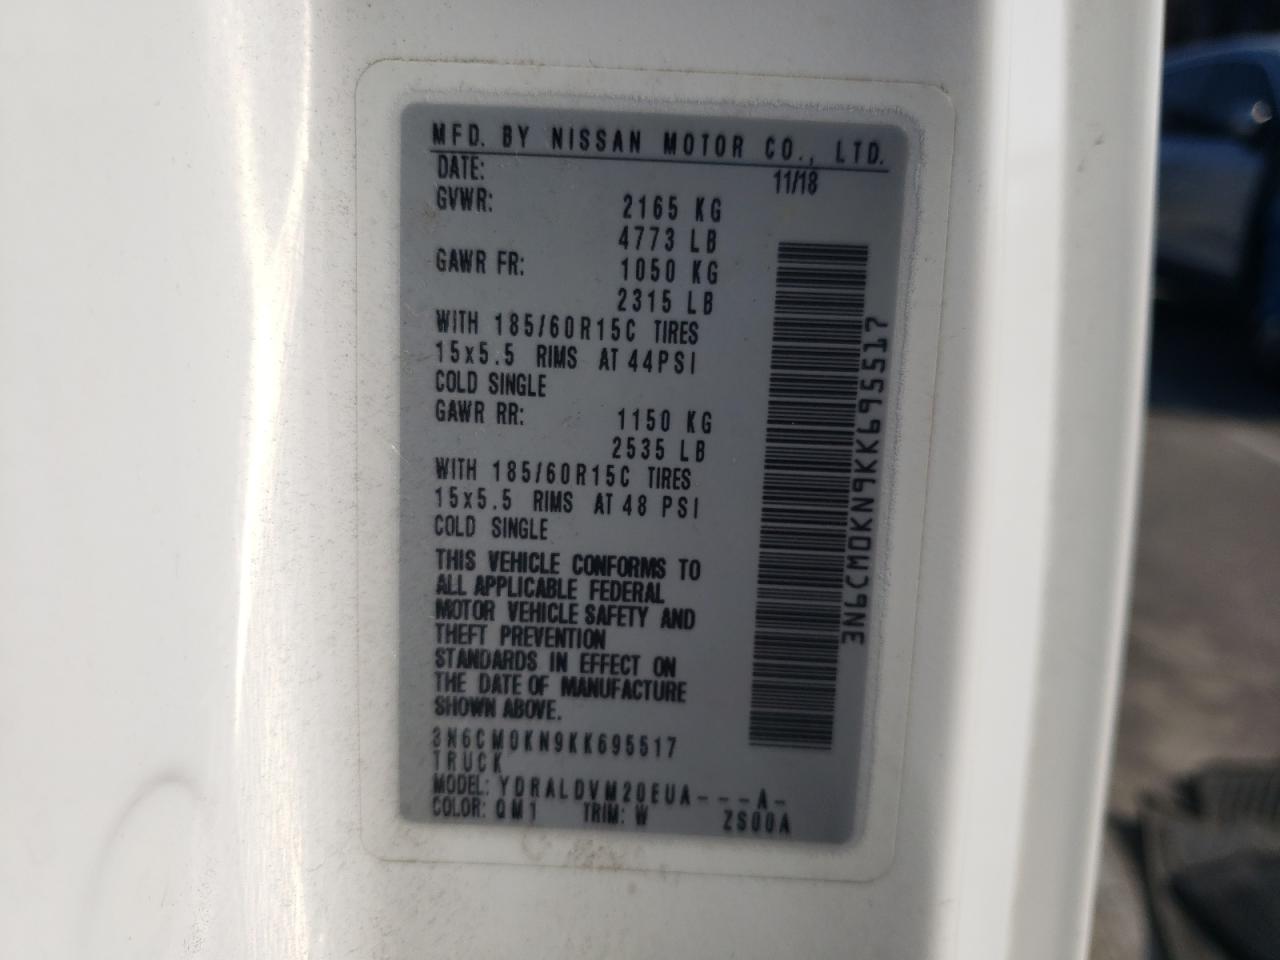 MFD. BY NISSAN MOTOR CO., LTD.
DATE: 11/18
GVWR: 2165 KG
4773 LB
GAWR FR: 1050 KG
2315 LB
WITH 185/60R15C TIRES
15x5.5 RIMS AT 44PSI
COLD SINGLE
GAWR RR: 1150 KG
2535 LB
WITH 185/60R15C TIRES
15x5.5 RIMS AT 48 PSI
COLD SINGLE
THIS VEHICLE CONFORMS TO
ALL APPLICABLE FEDERAL
MOTOR VEHICLE SAFETY AND
THEFT PREVENTION
STANDARDS IN EFFECT ON
THE DATE OF MANUFACTURE
SHOWN ABOVE.
3N6CM0KN9KK695517
TRUCK
MODEL: YDRALDVM20EUA---A-
COLOR: QM1 TRIM: W ZS00A
3N6CM0KN9KK695517